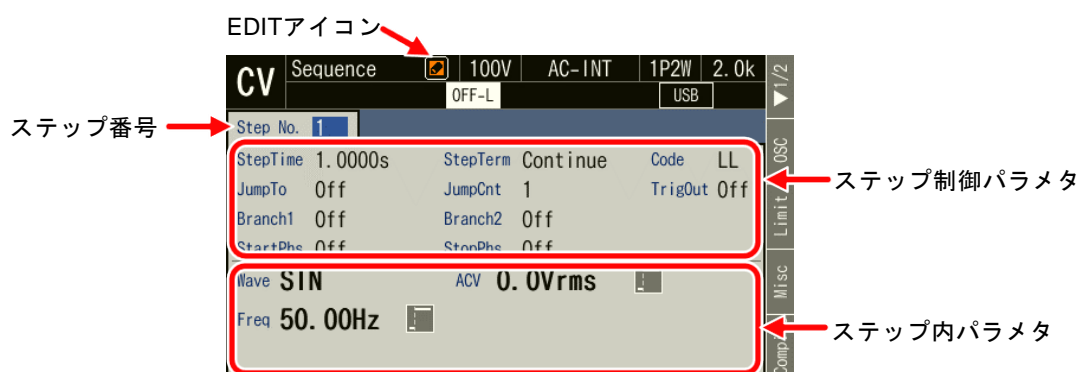 EDITアイコン
CV Sequence 100V AC-INT 1P2W 2.0k ▼1/2
OFF-L USB
ステップ番号
Step No. 1
StepTime 1.0000s StepTerm Continue Code LL
JumpTo Off JumpCnt 1 TrigOut Off
Branch1 Off Branch2 Off
StartPhs Off StopPhs Off
ステップ制御パラメタ
Limit/OSC
Wave SIN ACV 0.0Vrms
Freq 50.00Hz
Misc
ステップ内パラメタ